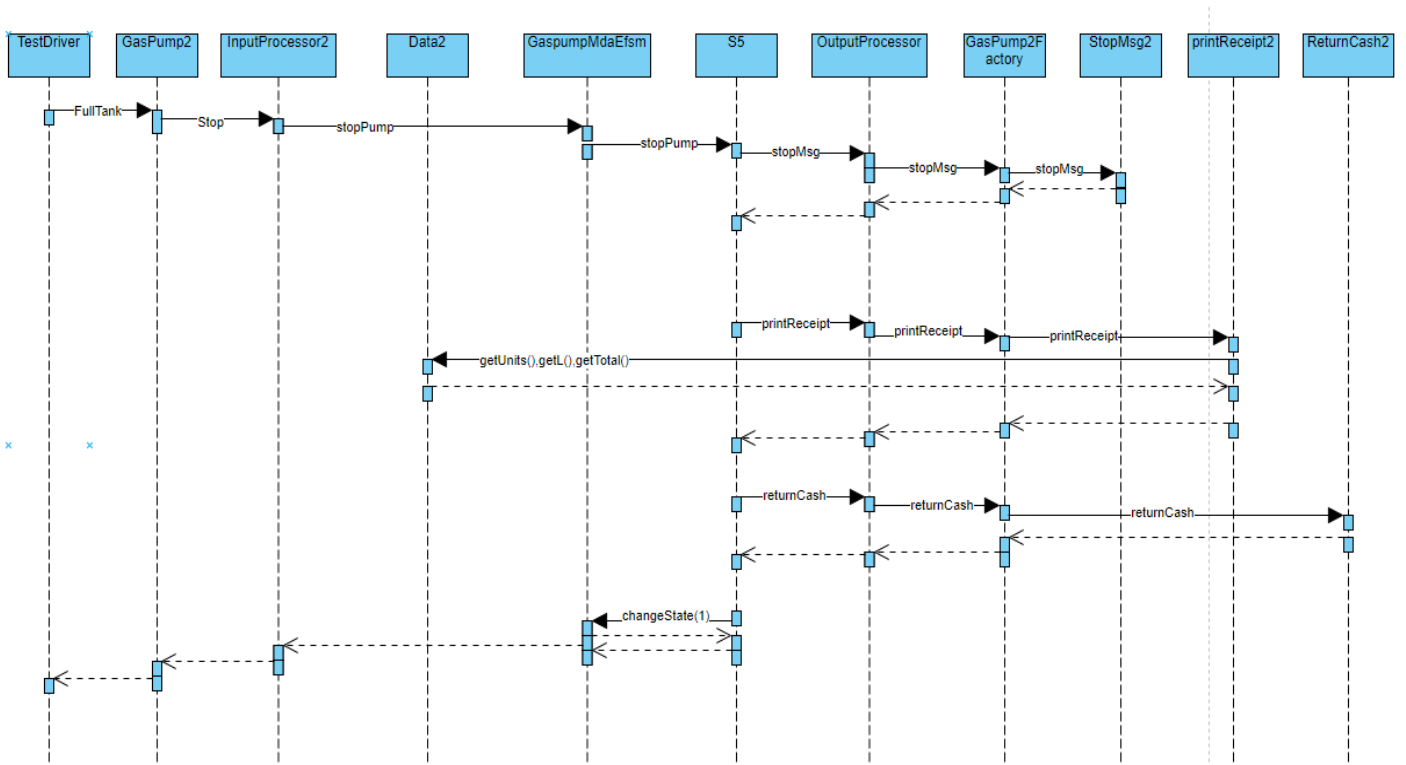 TestDriver
GasPump2
InputProcessor2
Data2
GaspumpMdaEfsm
S5
OutputProcessor
GasPump2F
actory
StopMsg2
printReceipt2
ReturnCash2
FullTank
Stop
stopPump
stopPump
stopMsg
stopMsg
stopMsg
printReceipt
printReceipt
printReceipt
getUnits(),getL(),getTotal()
returnCash
returnCash
returnCash
changeState(1)